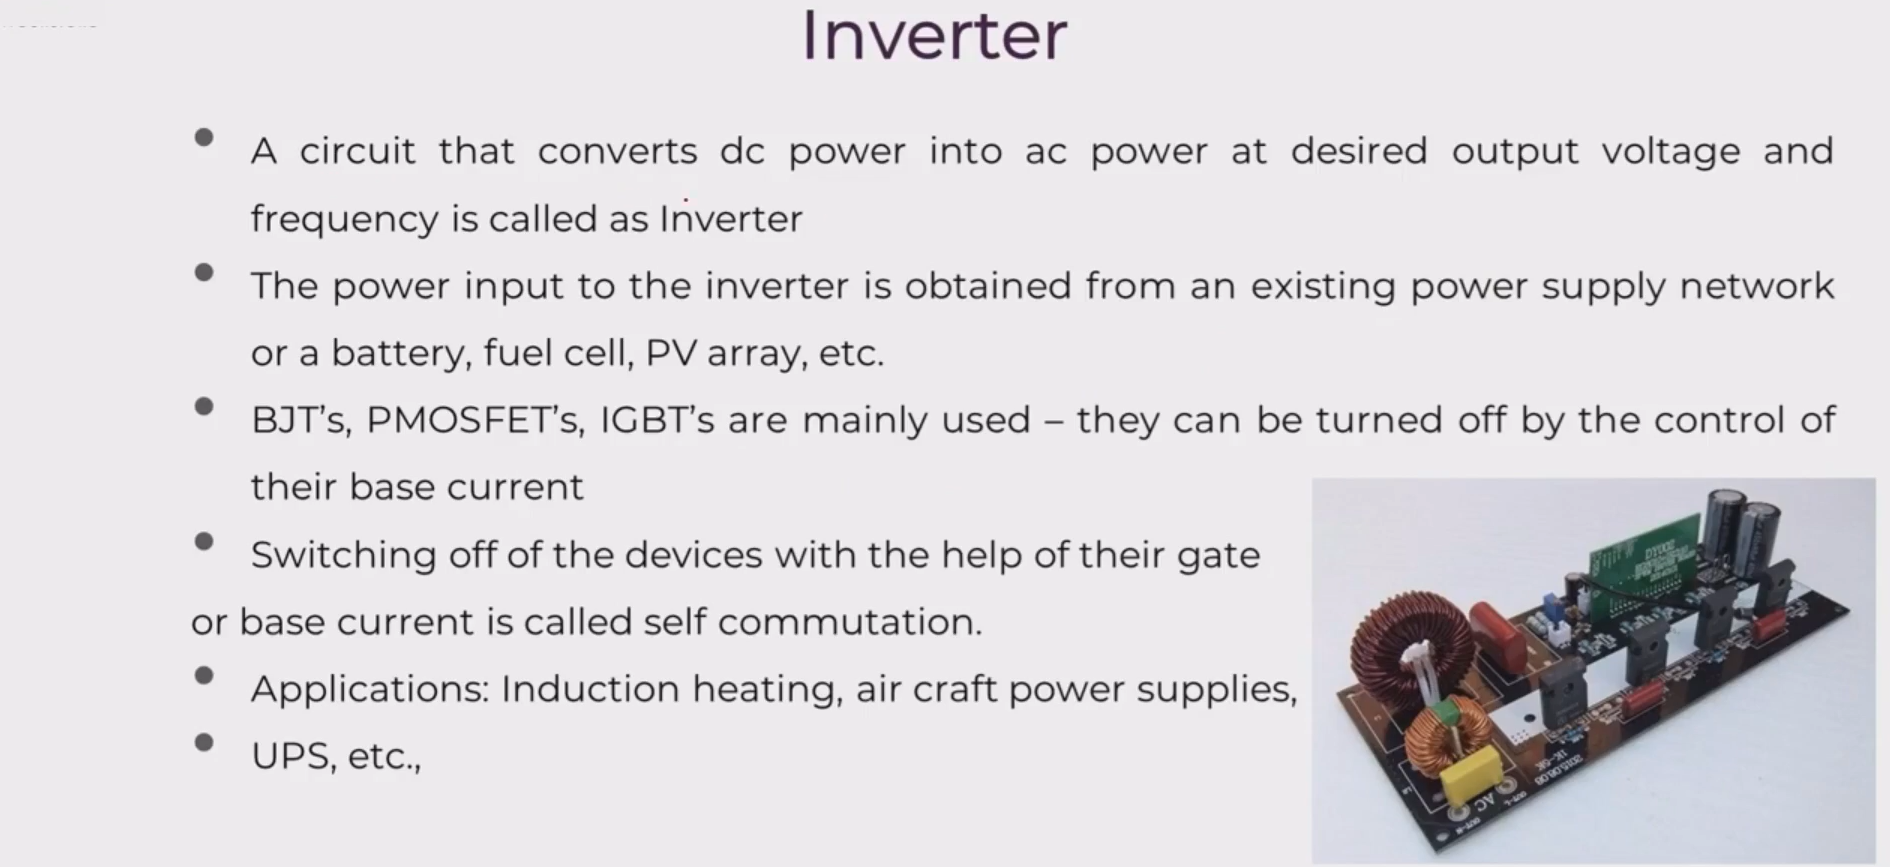 Inverter
• A circuit that converts dc power into ac power at desired output voltage and
frequency is called as Inverter
• The power input to the inverter is obtained from an existing power supply network
or a battery, fuel cell, PV array, etc.
• BJT’s, PMOSFET’s, IGBT’s are mainly used – they can be turned off by the control of
their base current
• Switching off of the devices with the help of their gate
or base current is called self commutation.
• Applications: Induction heating, air craft power supplies,
• UPS, etc.,
DY002
AC